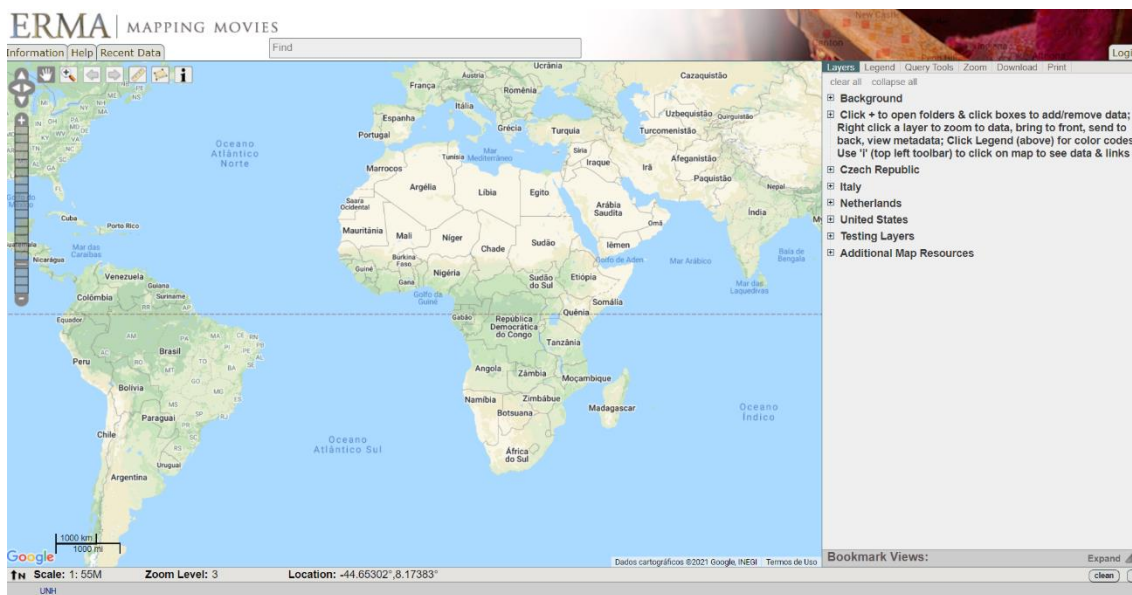 ERMA MAPPING MOVIES
Information Help Recent Data
Find
Logi
Layers Legend Query Tools Zoom Download Print
clear all collapse all
Background
Click + to open folders & click boxes to add/remove data;
Right click a layer to zoom to data, bring to front, send to
back, view metadata; Click Legend (above) for color codes
Use 'i' (top left toolbar) to click on map to see data & links
Czech Republic
Italy
Netherlands
United States
Testing Layers
Additional Map Resources
Ucrânia
Áustria
França
Romênia
Cazaquistão
Itália
Espanha
Uzbequistão
Quirguistão
Portugal
Grécia
Turquia
Turcomenistão
Oceano
Atlântico
Norte
Tunísia
Mar
Mediterrâneo
Síria
Iraque
Irã
Afeganistão
Marrocos
Paquistão
Argélia
Líbia
Egito
Nepal
Saara
Ocidental
Arábia
Saudita
Índia
Omã
Cuba
Porto Rico
Mauritânia
Mali
Níger
Chade
Sudão
Iêmen
Mar das
Caraíbas
Nicarágua
Burkina
Faso
Golfo de Aden
Mar Arábico
Baía de
Bengala
Guiné
Gana
Nigéria
Sudão
do Sul
Etiópia
Mar das
Laquedivas
Venezuela
Guiana
Suriname
Colômbia
Golfo da
Guiné
Somália
Equador
Gabão
República
Democrática
do Congo
Quênia
Tanzânia
Brasil
Peru
Angola
Zâmbia
Moçambique
Bolívia
Namíbia
Zimbábue
Botsuana
Madagascar
Oceano
Índico
Paraguai
Chile
Oceano
Atlântico Sul
África
do Sul
Uruguai
Argentina
1000 km
1000 mi
Google
Dados cartográficos ©2021 Google, INEGI Termos de Uso
Bookmark Views: Expand
Scale: 1: 55M Zoom Level: 3 Location: -44.65302°,8.17383°
clean
UNH